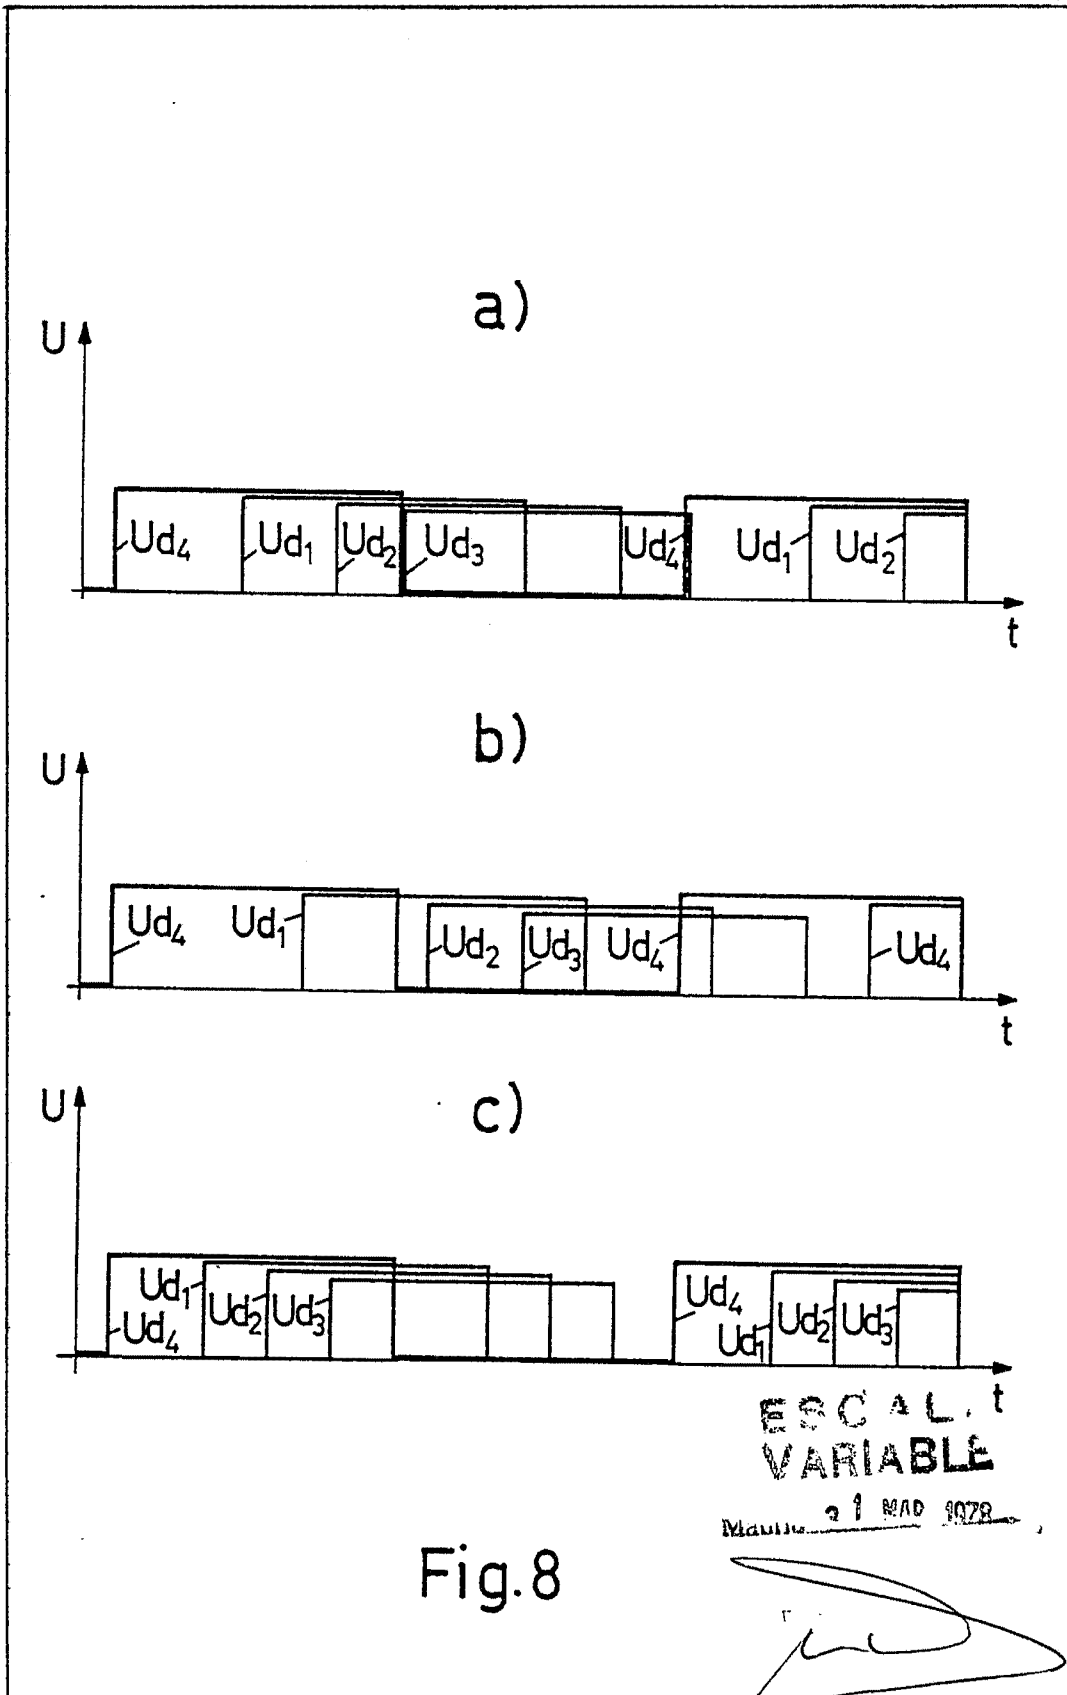 a)
U
Ud4 Ud1 Ud2 Ud3 Ud4 Ud1 Ud2
t
b)
U
Ud4 Ud1 Ud2 Ud3 Ud4 Ud4
t
c)
U
Ud4 Ud1 Ud2 Ud3 Ud4 Ud1 Ud2 Ud3
t
ESCAL.
VARIABLE
1978
Fig.8